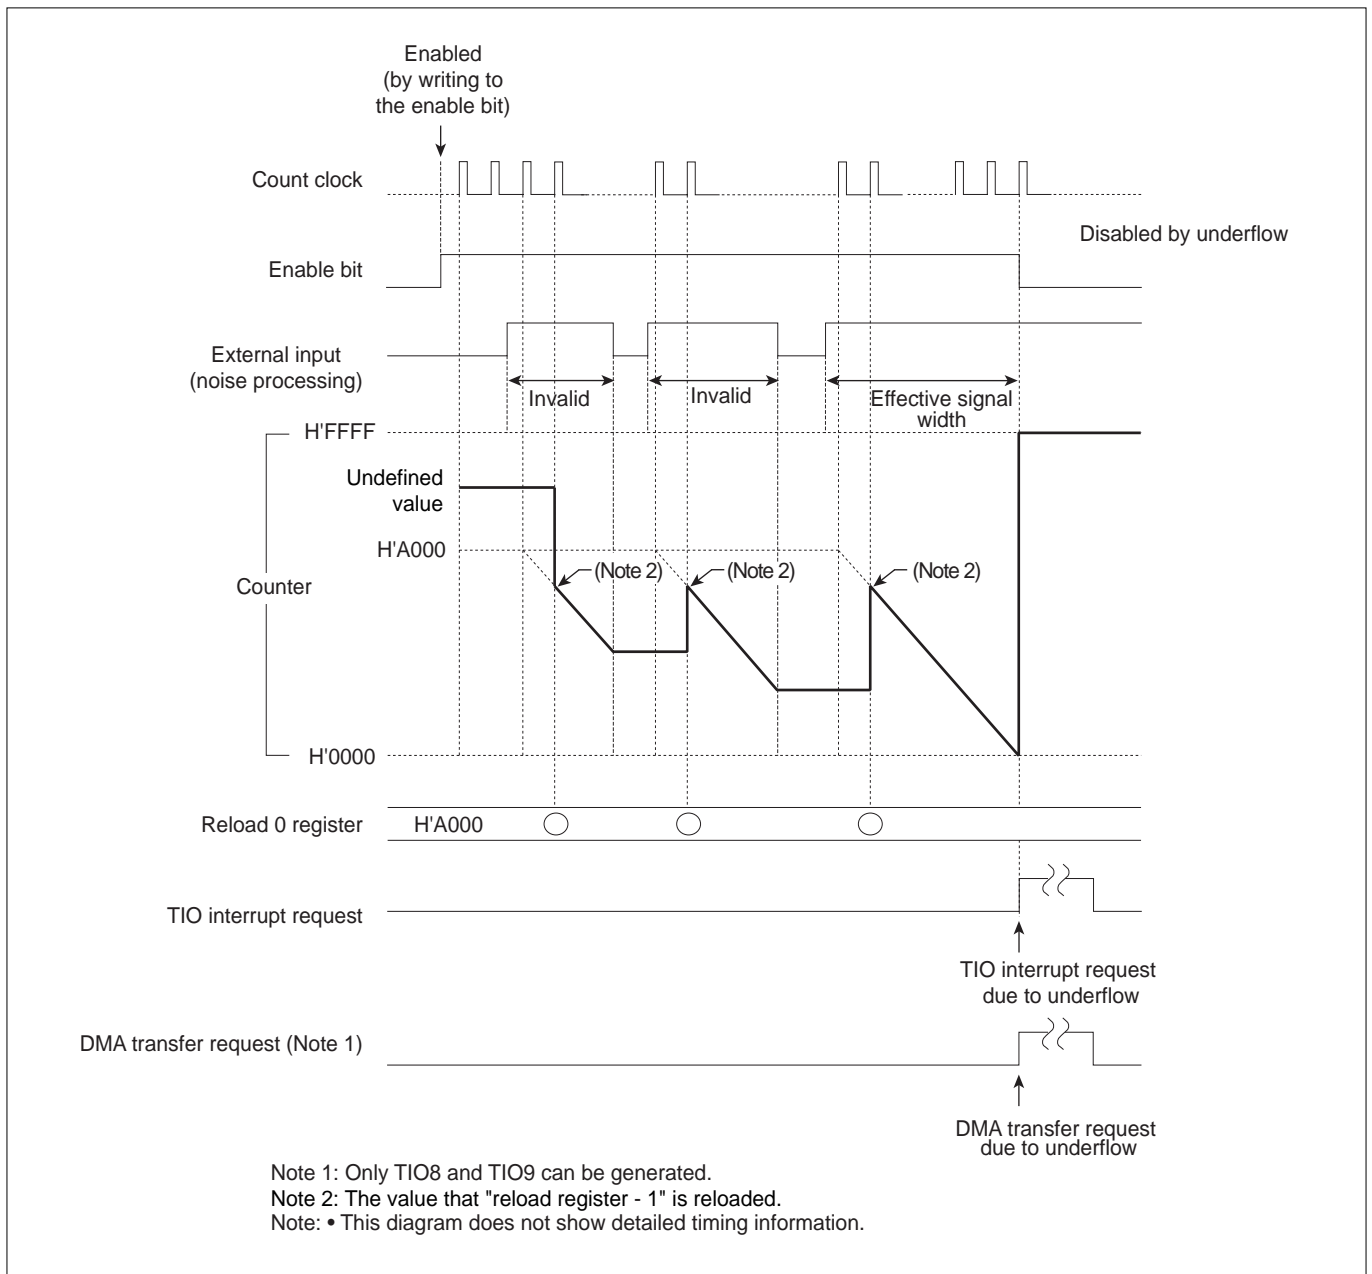 Enabled
(by writing to
the enable bit)
Count clock
Disabled by underflow
Enable bit
External input
(noise processing)
Invalid
Invalid
Effective signal
width
H'FFFF
Undefined
value
H'A000
(Note 2)
(Note 2)
(Note 2)
Counter
H'0000
Reload 0 register
H'A000
TIO interrupt request
TIO interrupt request
due to underflow
DMA transfer request (Note 1)
DMA transfer request
due to underflow
Note 1: Only TIO8 and TIO9 can be generated.
Note 2: The value that "reload register - 1" is reloaded.
Note: • This diagram does not show detailed timing information.